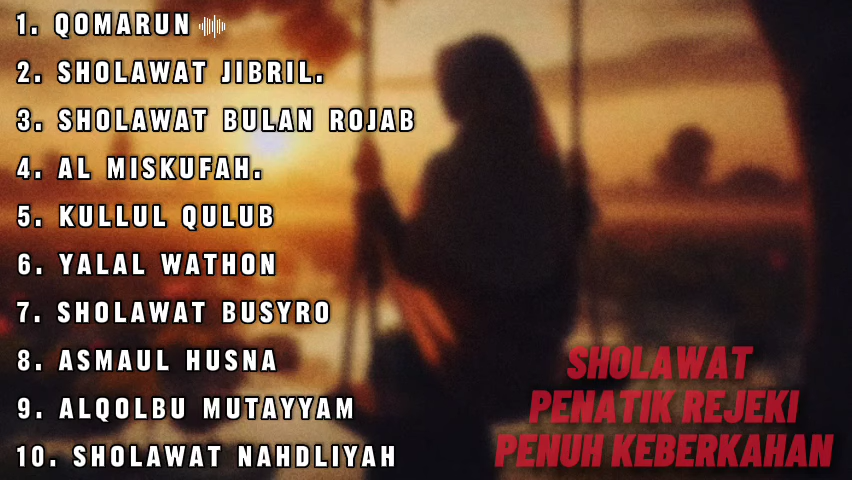 1. QOMARUN
2. SHOLAWAT JIBRIL.
3. SHOLAWAT BULAN ROJAB
4. AL MISKUFAH.
5. KULLUL QULUB
6. YALAL WATHON
7. SHOLAWAT BUSYRO
8. ASMAUL HUSNA
9. ALQOLBU MUTAYYAM
10. SHOLAWAT NAHDLIYAH
SHOLAWAT
PENATIK REJEKI
PENUH KEBERKAHAN